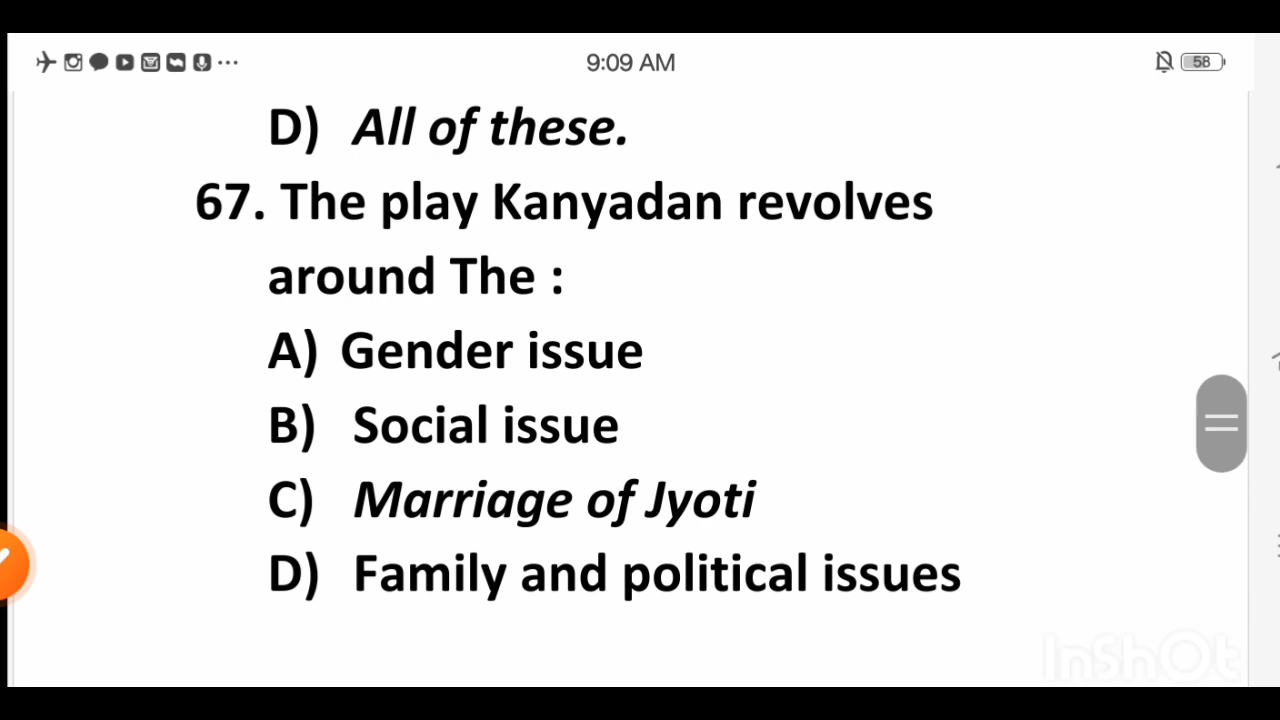 9:09 AM
58
D) All of these.
67. The play Kanyadan revolves
around The :
A) Gender issue
B) Social issue
C) Marriage of Jyoti
D) Family and political issues
InShOt